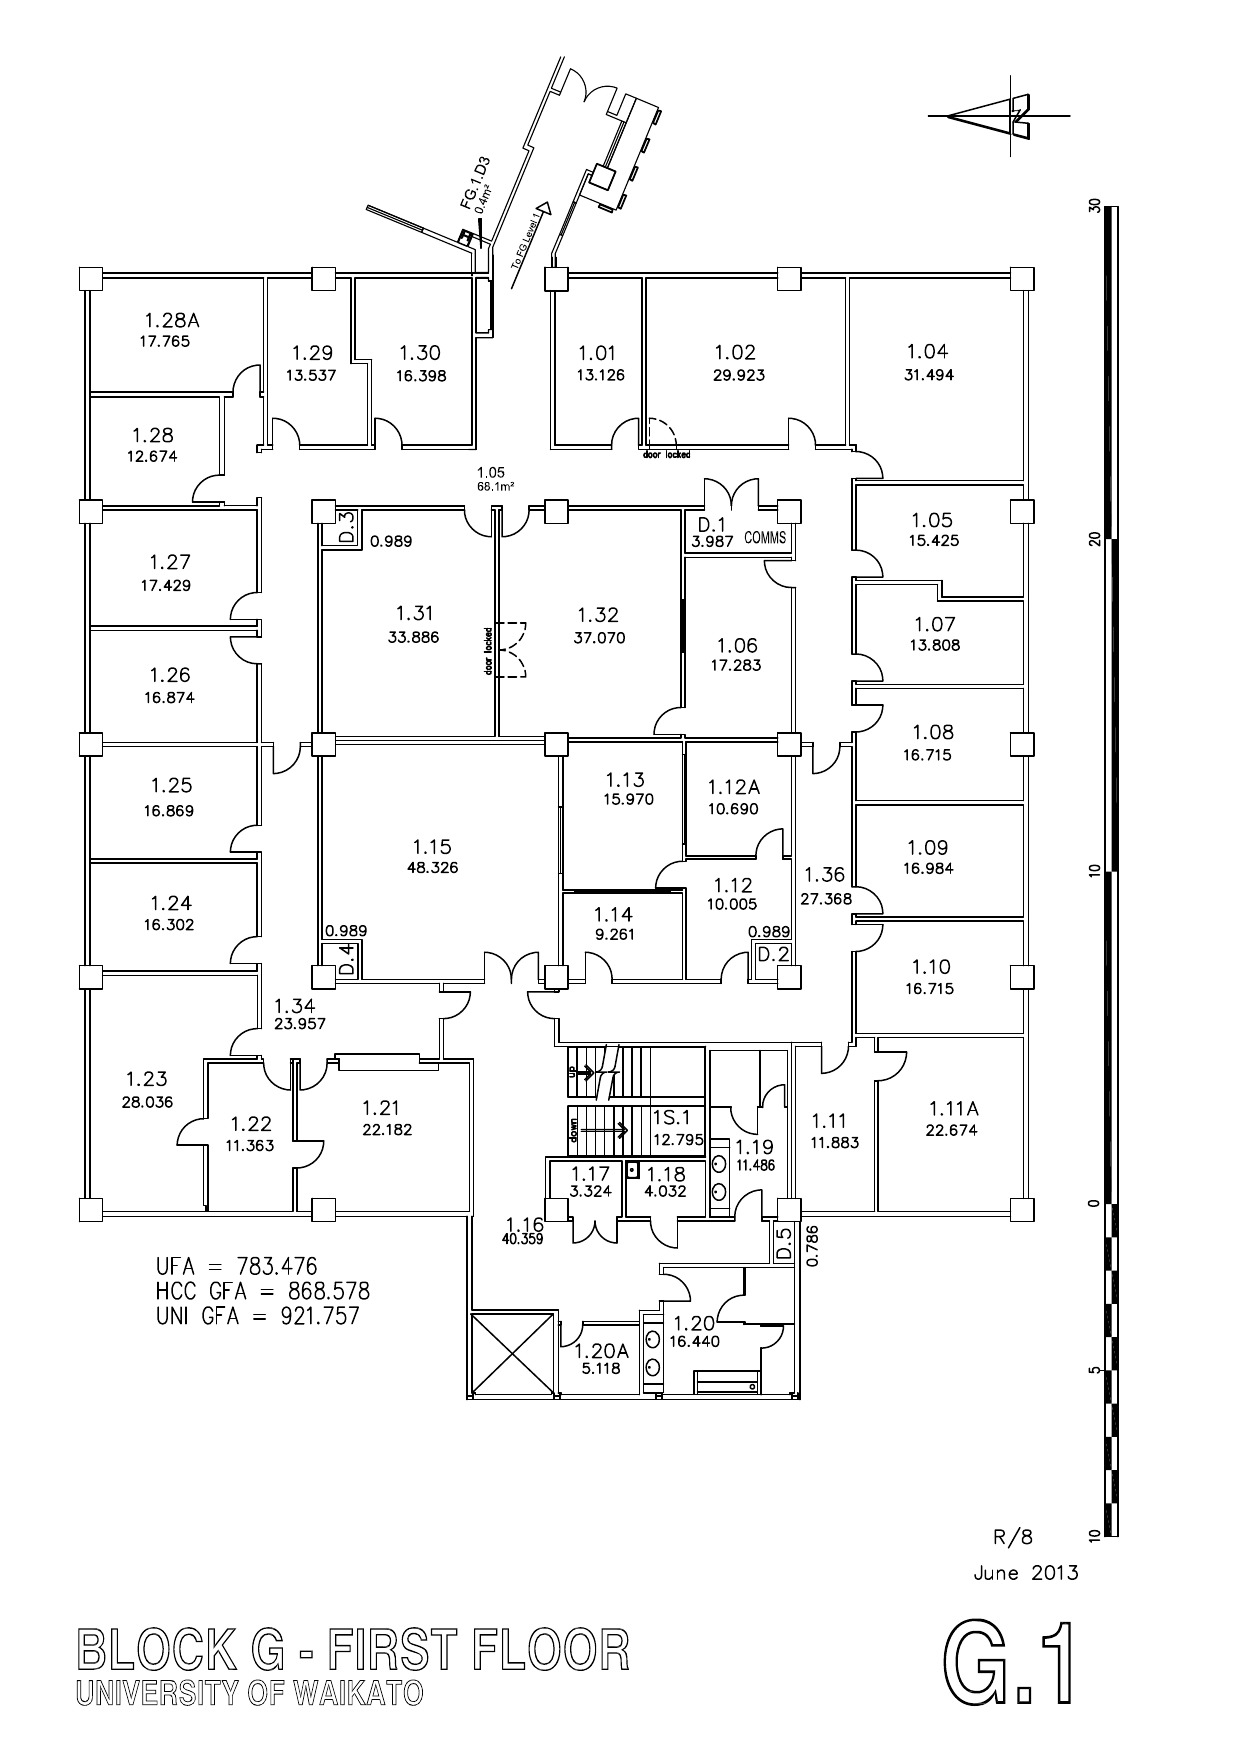 FG.1.D3
0.4m²
To FG Level 1
N
30
1.28A
17.765
1.29
13.537
1.30
16.398
1.01
13.126
1.02
29.923
1.04
31.494
1.28
12.674
door locked
1.05
68.1m²
D.3
0.989
D.1
3.987
COMMS
1.05
15.425
20
1.27
17.429
1.31
33.886
door locked
1.32
37.070
1.06
17.283
1.07
13.808
1.26
16.874
1.08
16.715
1.25
16.869
1.15
48.326
1.13
15.970
1.12A
10.690
1.09
16.984
10
1.36
27.368
1.24
16.302
1.12
10.005
1.14
9.261
0.989
D.4
0.989
D.2
1.10
16.715
1.34
23.957
1.23
28.036
1.22
11.363
1.21
22.182
up
down
1S.1
12.795
1.19
11.486
1.11
11.883
1.11A
22.674
1.17
3.324
1.18
4.032
0
1.16
40.359
D.5
0.786
UFA = 783.476
HCC GFA = 868.578
UNI GFA = 921.757
1.20
16.440
1.20A
5.118
5
10
R/8
June 2013
BLOCK G - FIRST FLOOR
UNIVERSITY OF WAIKATO
G.1